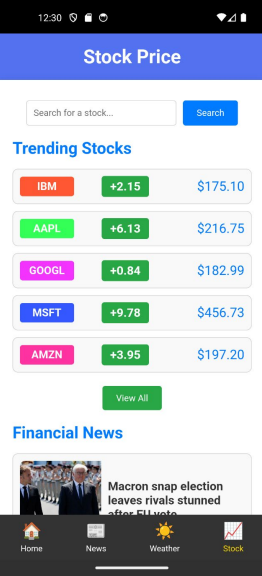 12:30
Stock Price
Search for a stock...
Search
Trending Stocks
IBM +2.15 $175.10
AAPL +6.13 $216.75
GOOGL +0.84 $182.99
MSFT +9.78 $456.73
AMZN +3.95 $197.20
View All
Financial News
Macron snap election
leaves rivals stunned
after EU vote
Home News Weather Stock